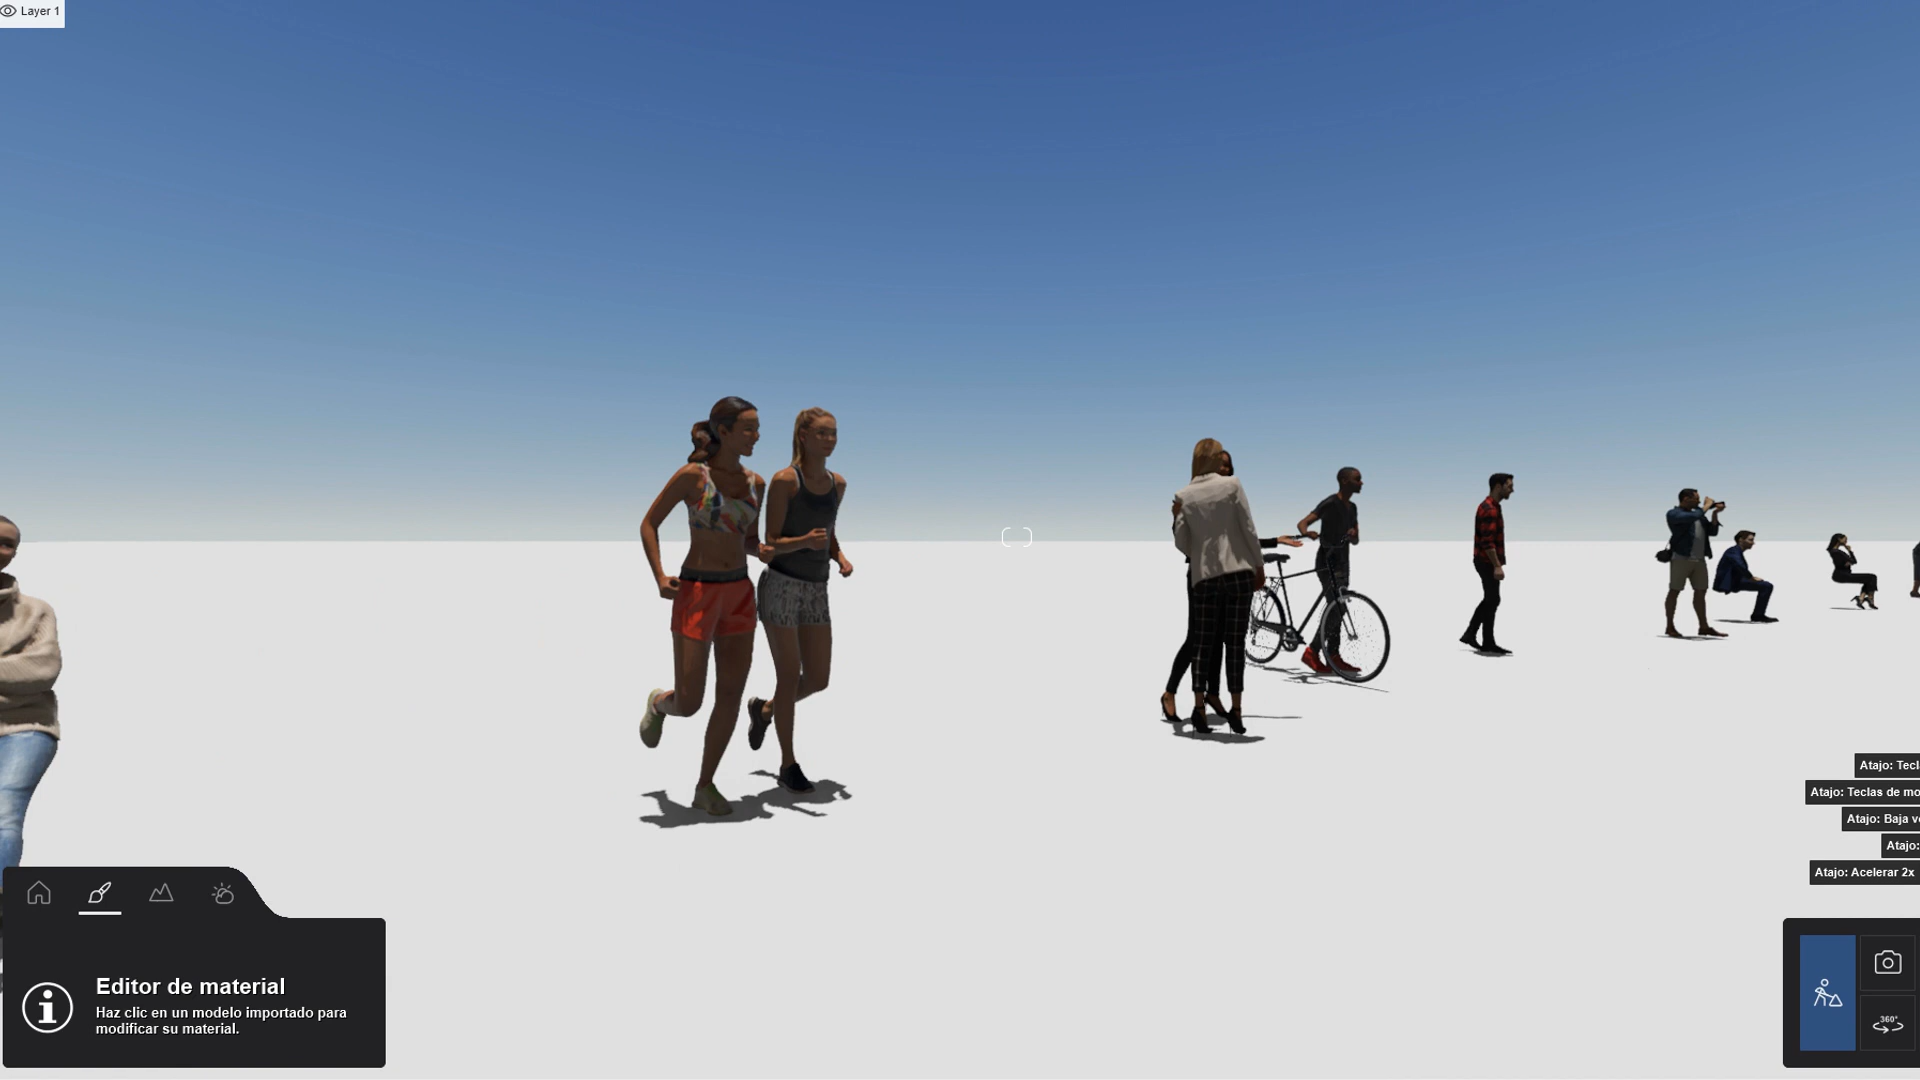 Layer 1
Atajo: Tecl
Atajo: Teclas de mo
Atajo: Baja v
Atajo:
Atajo: Acelerar 2x
Editor de material
Haz clic en un modelo importado para
modificar su material.
360°